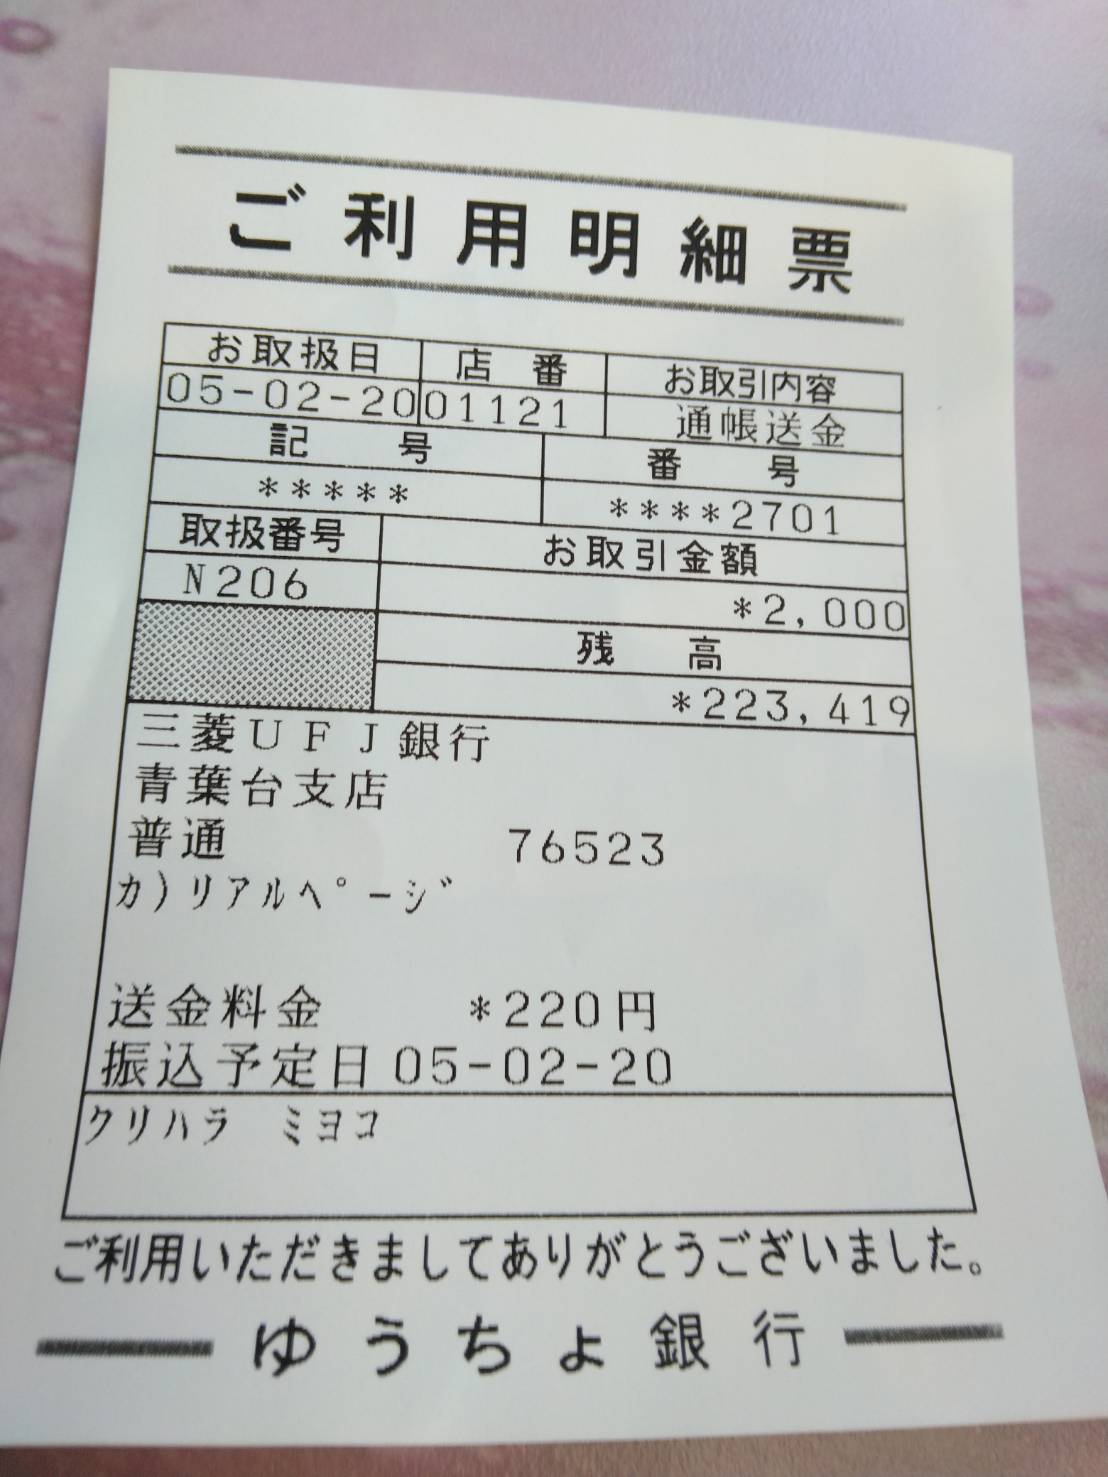 ご利用明細票
お取扱日 店番 お取引内容
05-02-20 01121 通帳送金
記号 番号
***** ****2701
取扱番号 お取引金額
N206 *2,000
残高
*223,419
三菱UFJ銀行
青葉台支店
普通 76523
カ)リアルページ
送金料金 *220円
振込予定日 05-02-20
クリハラ ミヨコ
ご利用いただきましてありがとうございました。
ゆうちょ銀行